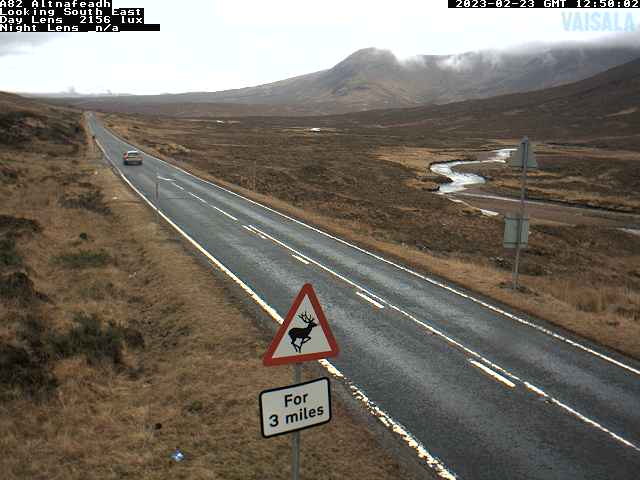 A82 Altnafeadh
Looking South East
Day Lens 2156 lux
Night Lens n/a
2023-02-23 GMT 12:50:02
VAISALA
For
3 miles